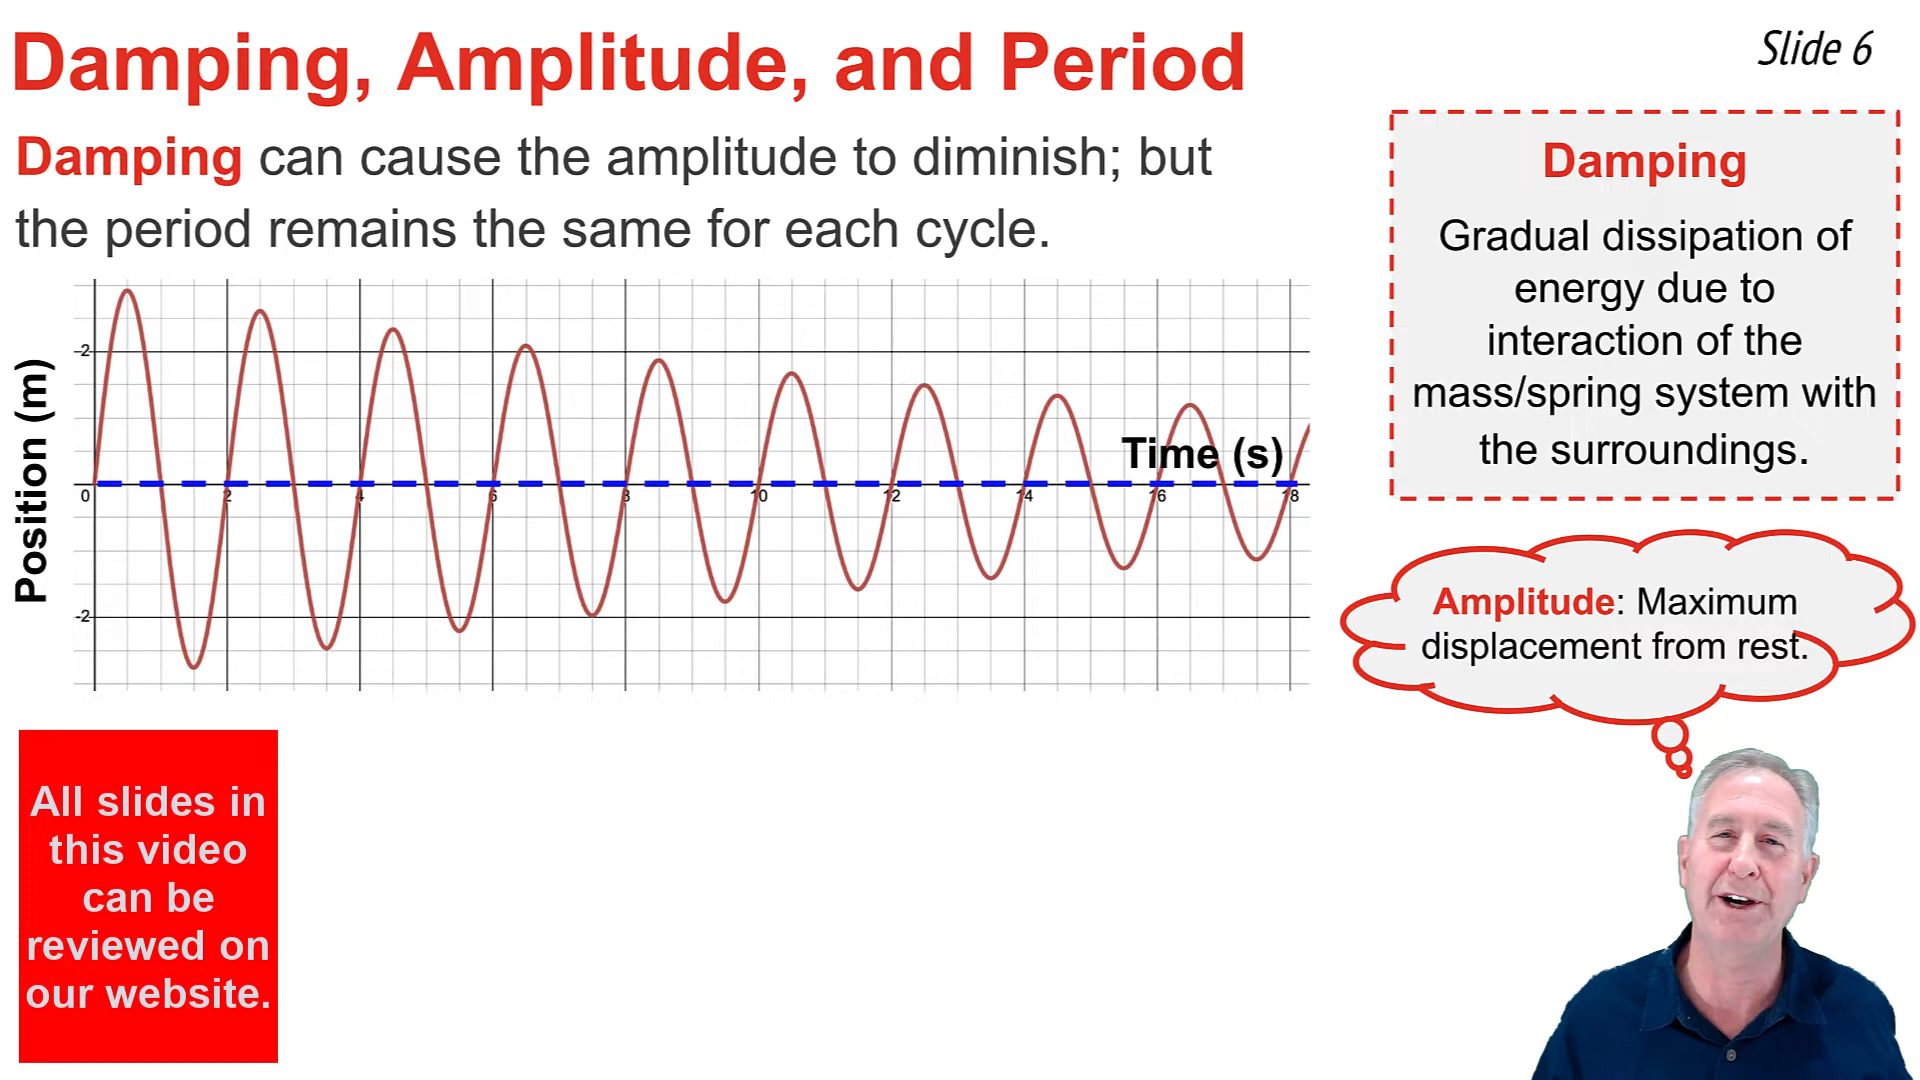 Damping, Amplitude, and Period
Slide 6
Damping can cause the amplitude to diminish; but
the period remains the same for each cycle.
Position (m)
-2
0
-2
2
4
6
8
10
12
14
16
18
Time (s)
Damping
Gradual dissipation of
energy due to
interaction of the
mass/spring system with
the surroundings.
Amplitude: Maximum
displacement from rest.
All slides in
this video
can be
reviewed on
our website.